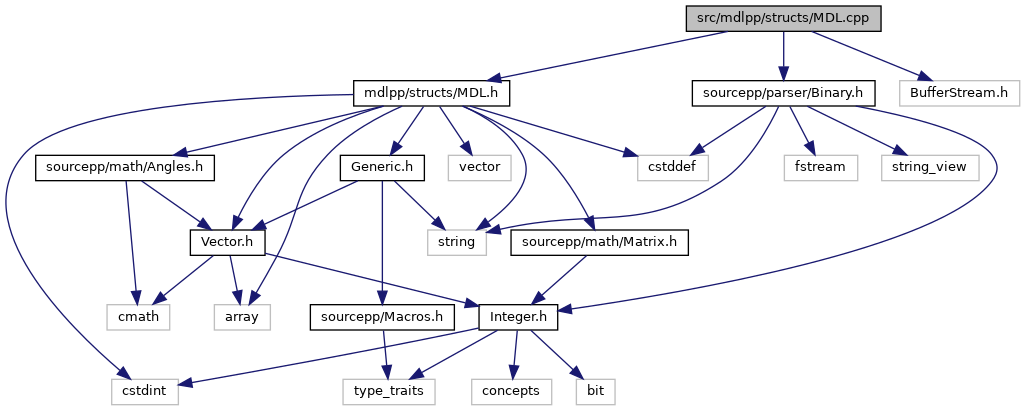 src/mdlpp/structs/MDL.cpp
mdlpp/structs/MDL.h
sourcepp/parser/Binary.h
BufferStream.h
sourcepp/math/Angles.h
Generic.h
vector
cstddef
fstream
string_view
Vector.h
string
sourcepp/math/Matrix.h
cmath
array
sourcepp/Macros.h
Integer.h
cstdint
type_traits
concepts
bit